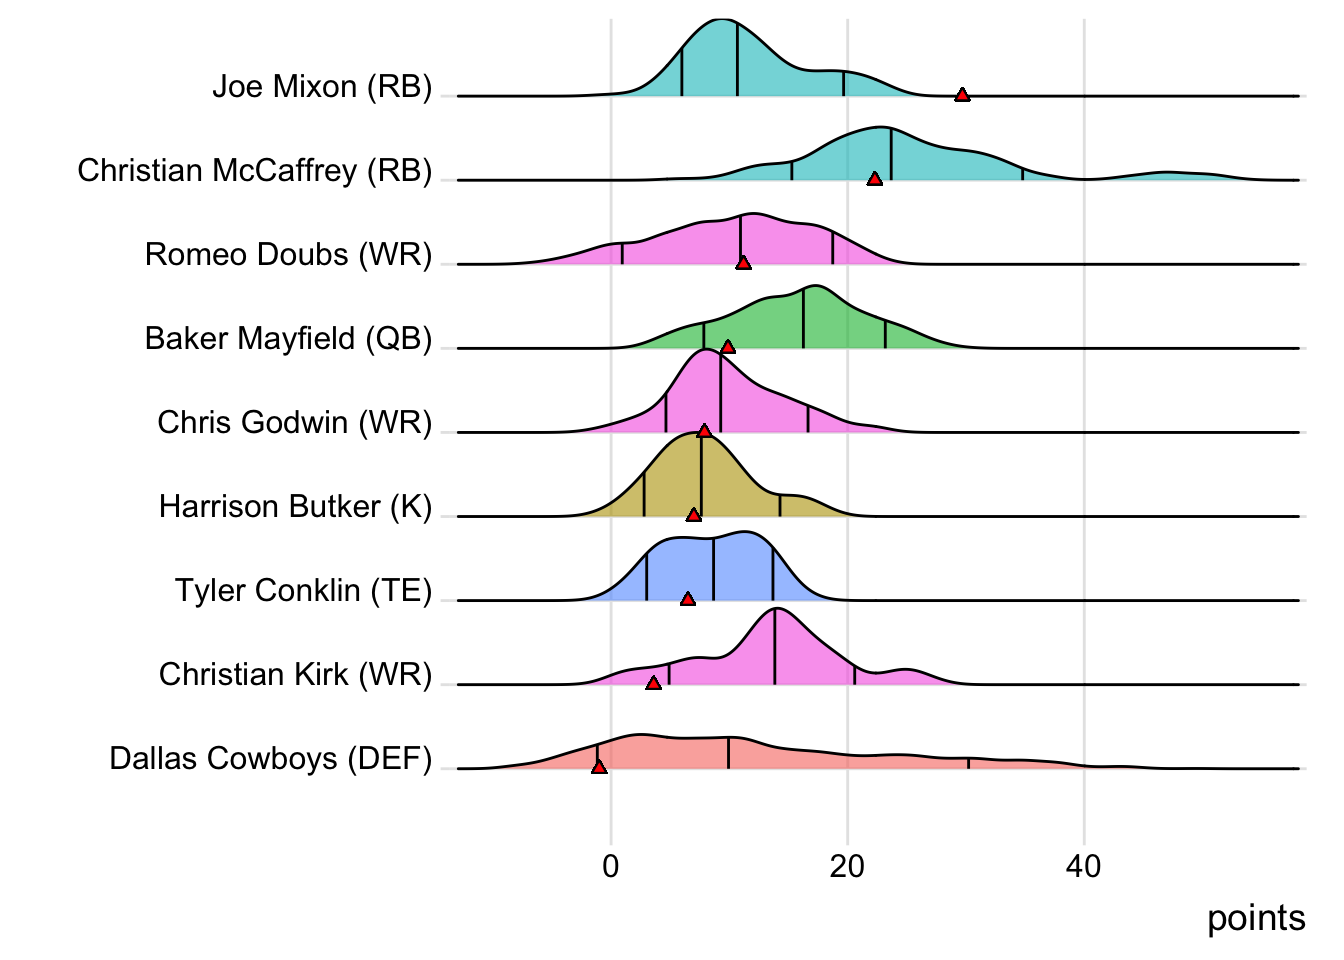 Joe Mixon (RB)
Christian McCaffrey (RB)
Romeo Doubs (WR)
Baker Mayfield (QB)
Chris Godwin (WR)
Harrison Butker (K)
Tyler Conklin (TE)
Christian Kirk (WR)
Dallas Cowboys (DEF)
0 20 40
points